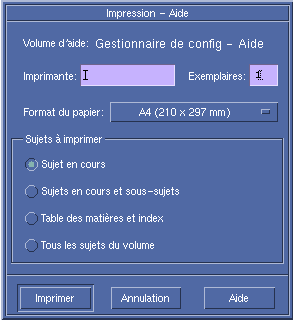 Impression - Aide
Volume d'aide: Gestionnaire de config - Aide
Imprimante: Exemplaires: 1
Format du papier: A4 (210 x 297 mm)
Sujets à imprimer
Sujet en cours
Sujets en cours et sous-sujets
Table des matières et index
Tous les sujets du volume
Imprimer Annulation Aide